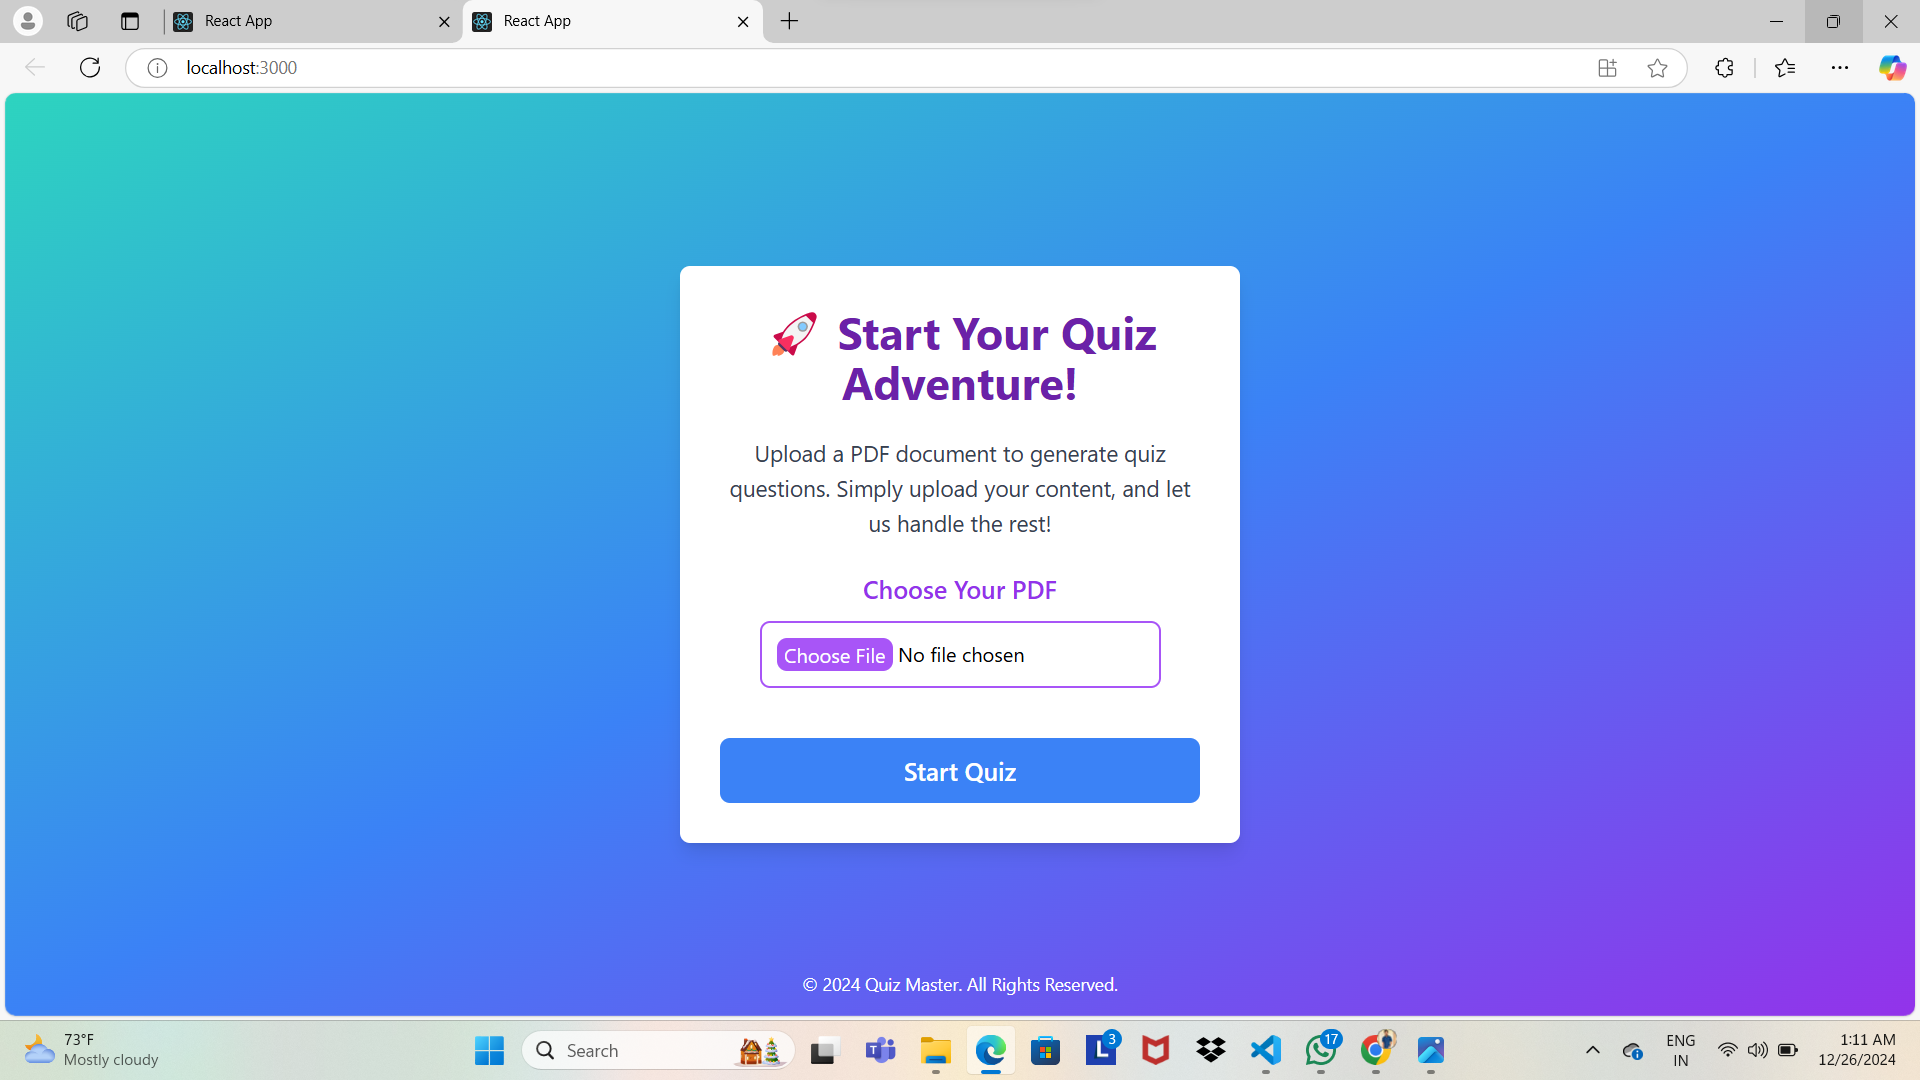 React App
React App
localhost:3000
🚀 Start Your Quiz
Adventure!
Upload a PDF document to generate quiz
questions. Simply upload your content, and let
us handle the rest!
Choose Your PDF
Choose File No file chosen
Start Quiz
© 2024 Quiz Master. All Rights Reserved.
73°F
Mostly cloudy
Search
L
3
17
ENG
IN
1:11 AM
12/26/2024